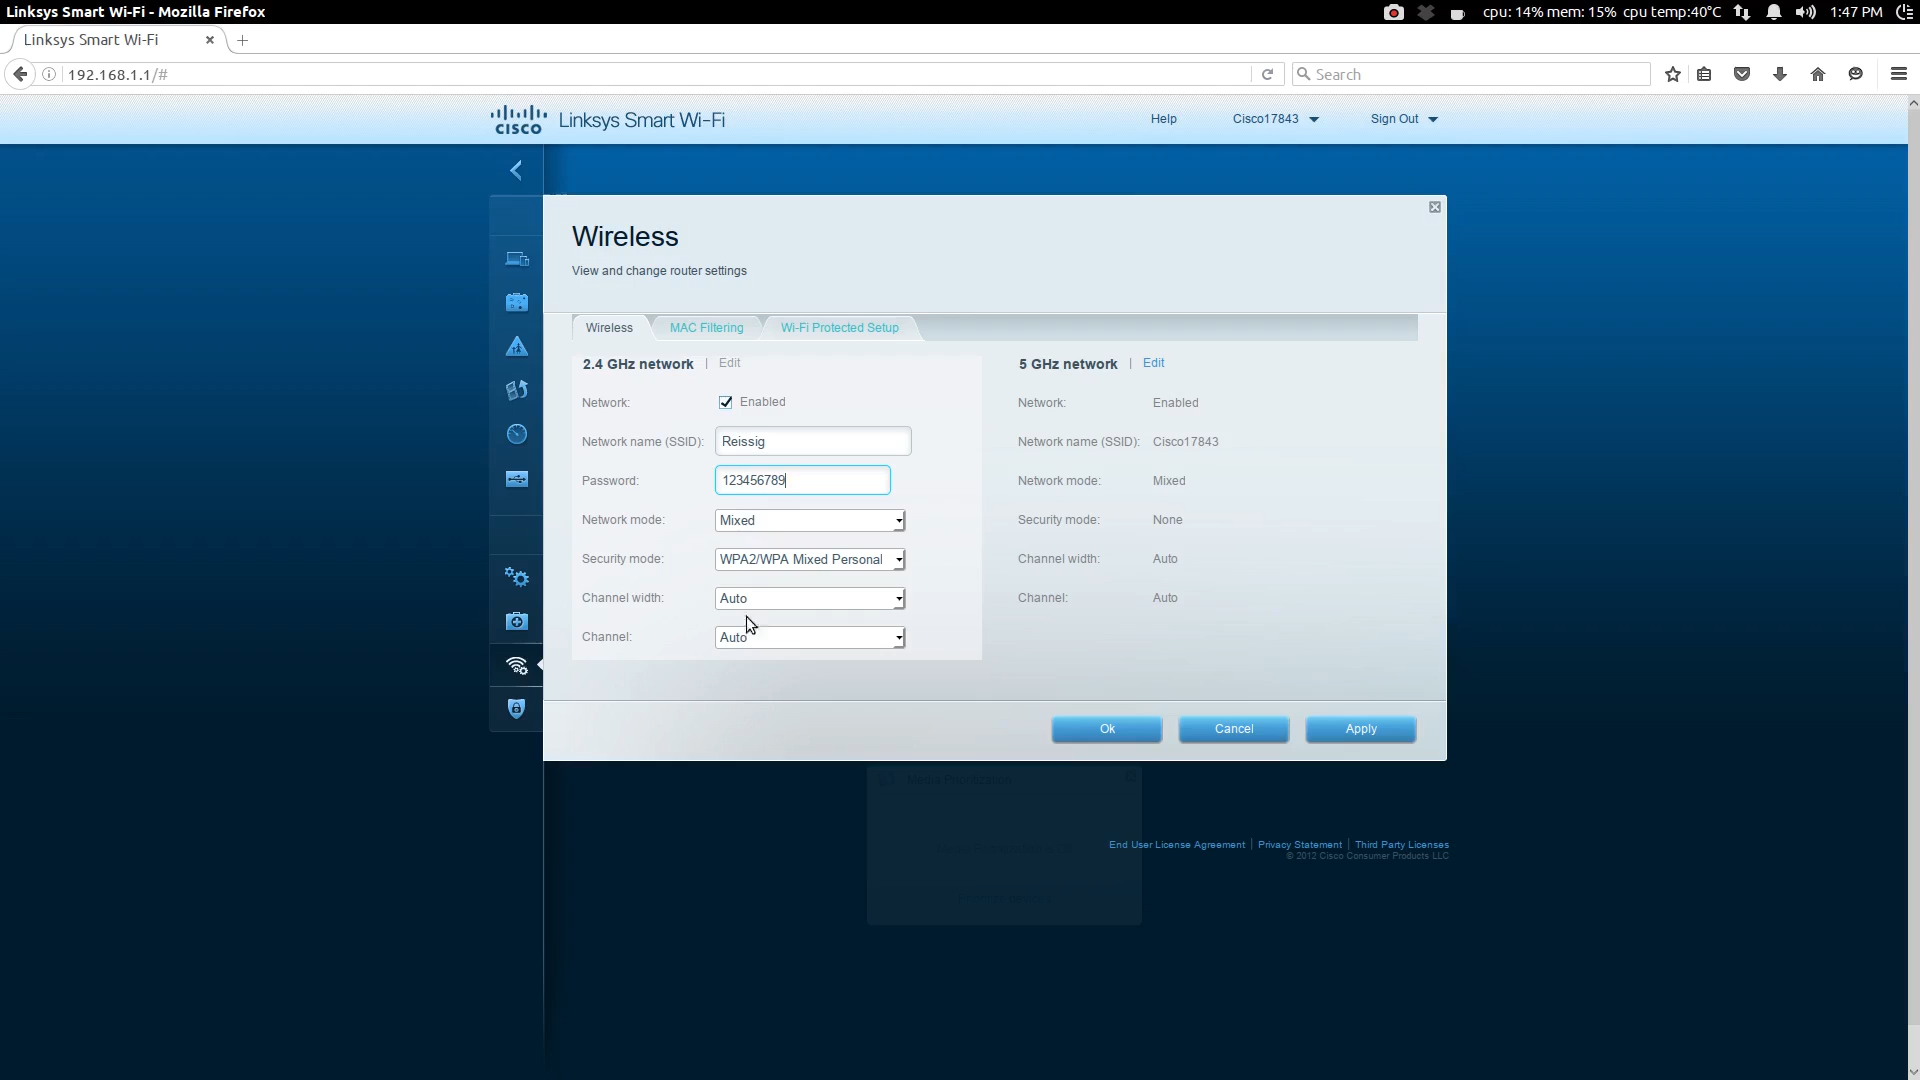 Linksys Smart Wi-Fi - Mozilla Firefox
cpu: 14% mem: 15% cpu temp:40°C 1:47 PM
Linksys Smart Wi-Fi
192.168.1.1/#
Search
CISCO Linksys Smart Wi-Fi
Help Cisco17843 Sign Out
Wireless
View and change router settings
Wireless MAC Filtering Wi-Fi Protected Setup
2.4 GHz network | Edit
Network: Enabled
Network name (SSID): Reissig
Password: 123456789
Network mode: Mixed
Security mode: WPA2/WPA Mixed Personal
Channel width: Auto
Channel: Auto
5 GHz network | Edit
Network: Enabled
Network name (SSID): Cisco17843
Network mode: Mixed
Security mode: None
Channel width: Auto
Channel: Auto
Ok Cancel Apply
Media Prioritization
End User License Agreement | Privacy Statement | Third Party Licenses
© 2012 Cisco Consumer Products LLC